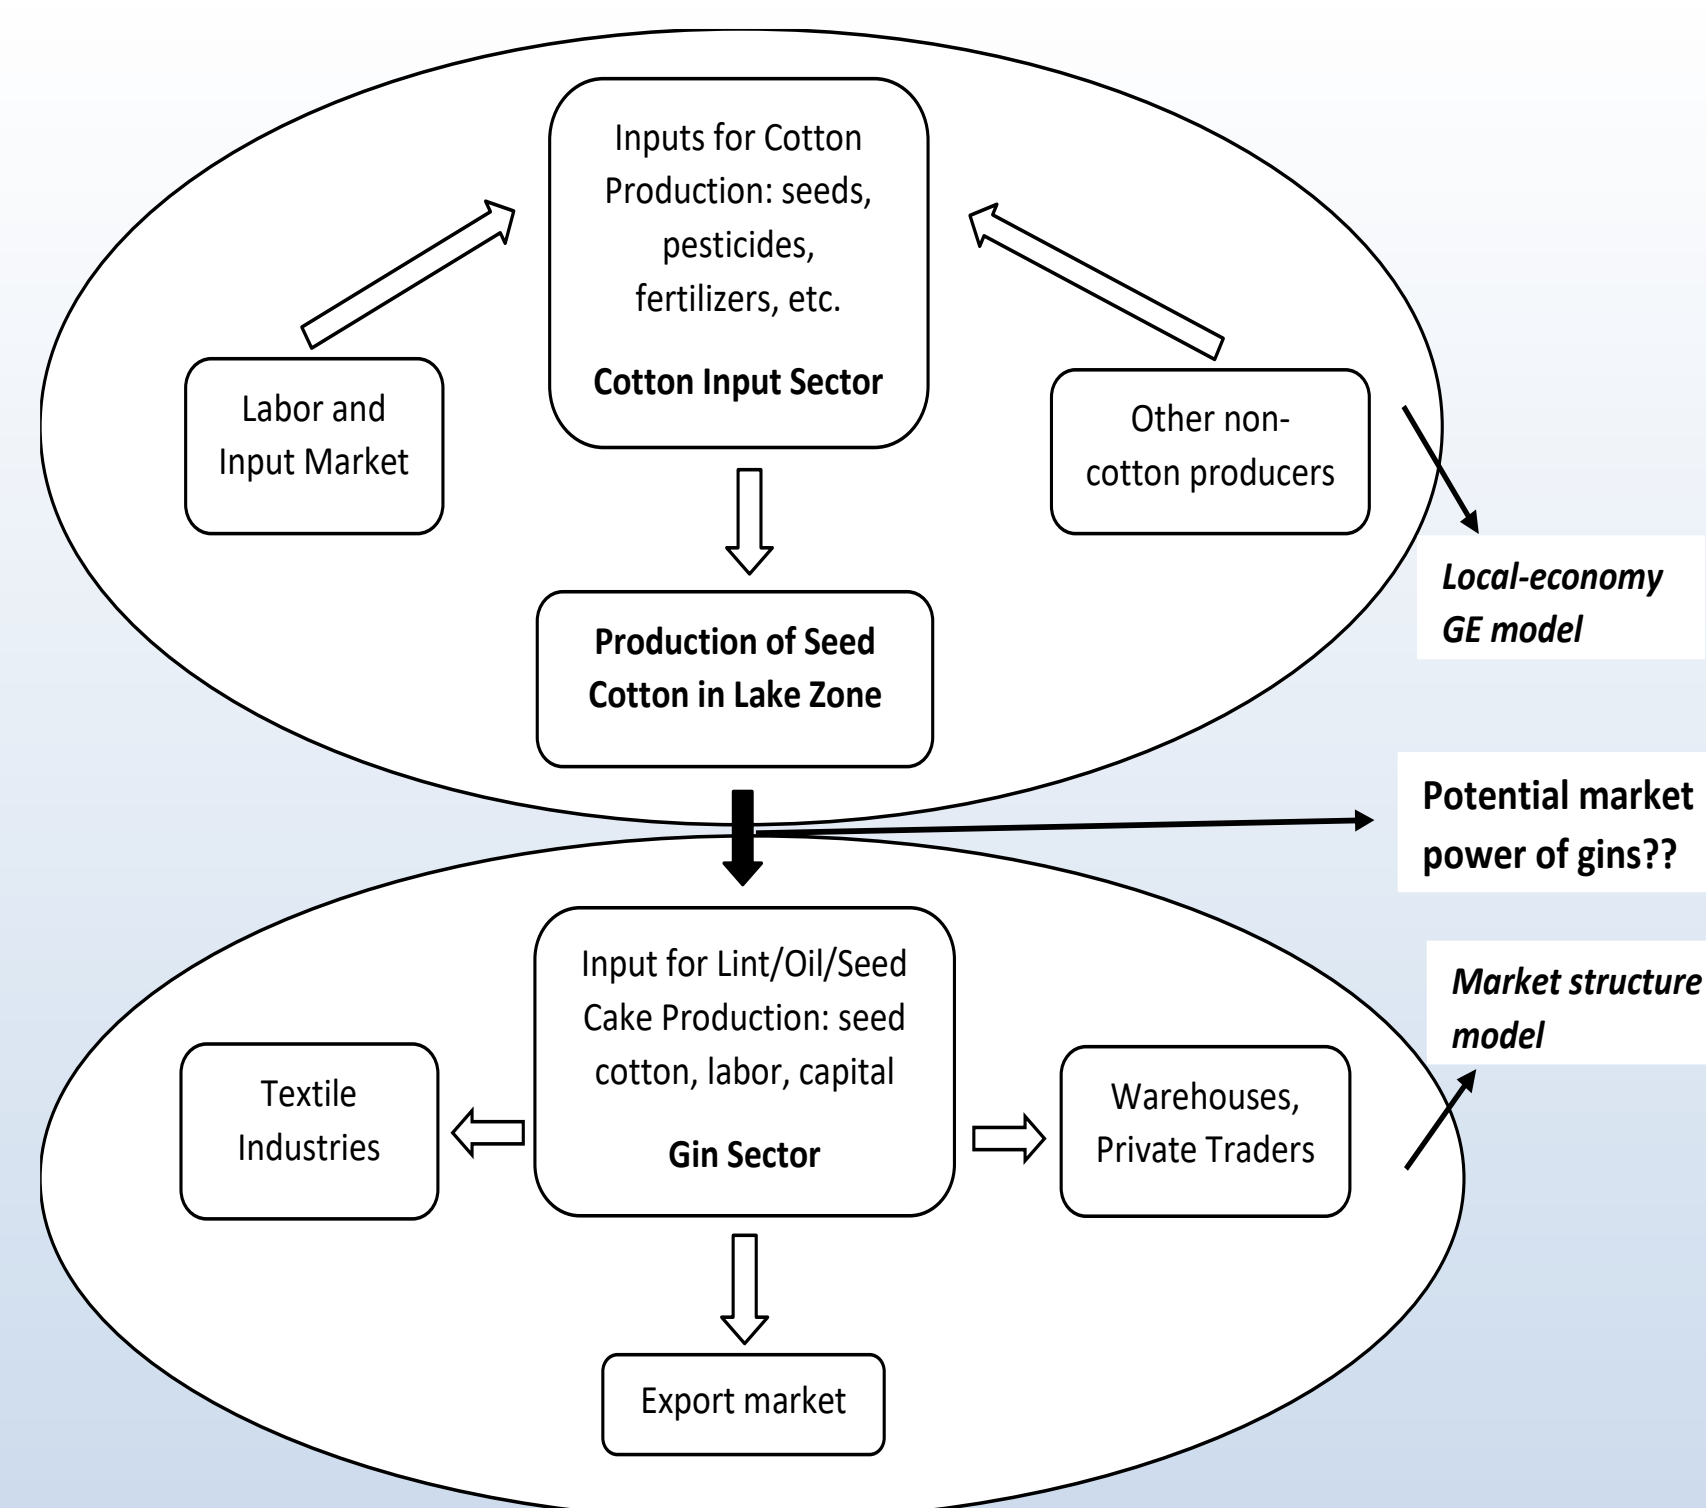 Inputs for Cotton
Production: seeds,
pesticides,
fertilizers, etc.
Cotton Input Sector
Labor and
Input Market
Other non-
cotton producers
Local-economy
GE model
Production of Seed
Cotton in Lake Zone
Potential market
power of gins??
Input for Lint/Oil/Seed
Cake Production: seed
cotton, labor, capital
Gin Sector
Market structure
model
Textile
Industries
Warehouses,
Private Traders
Export market